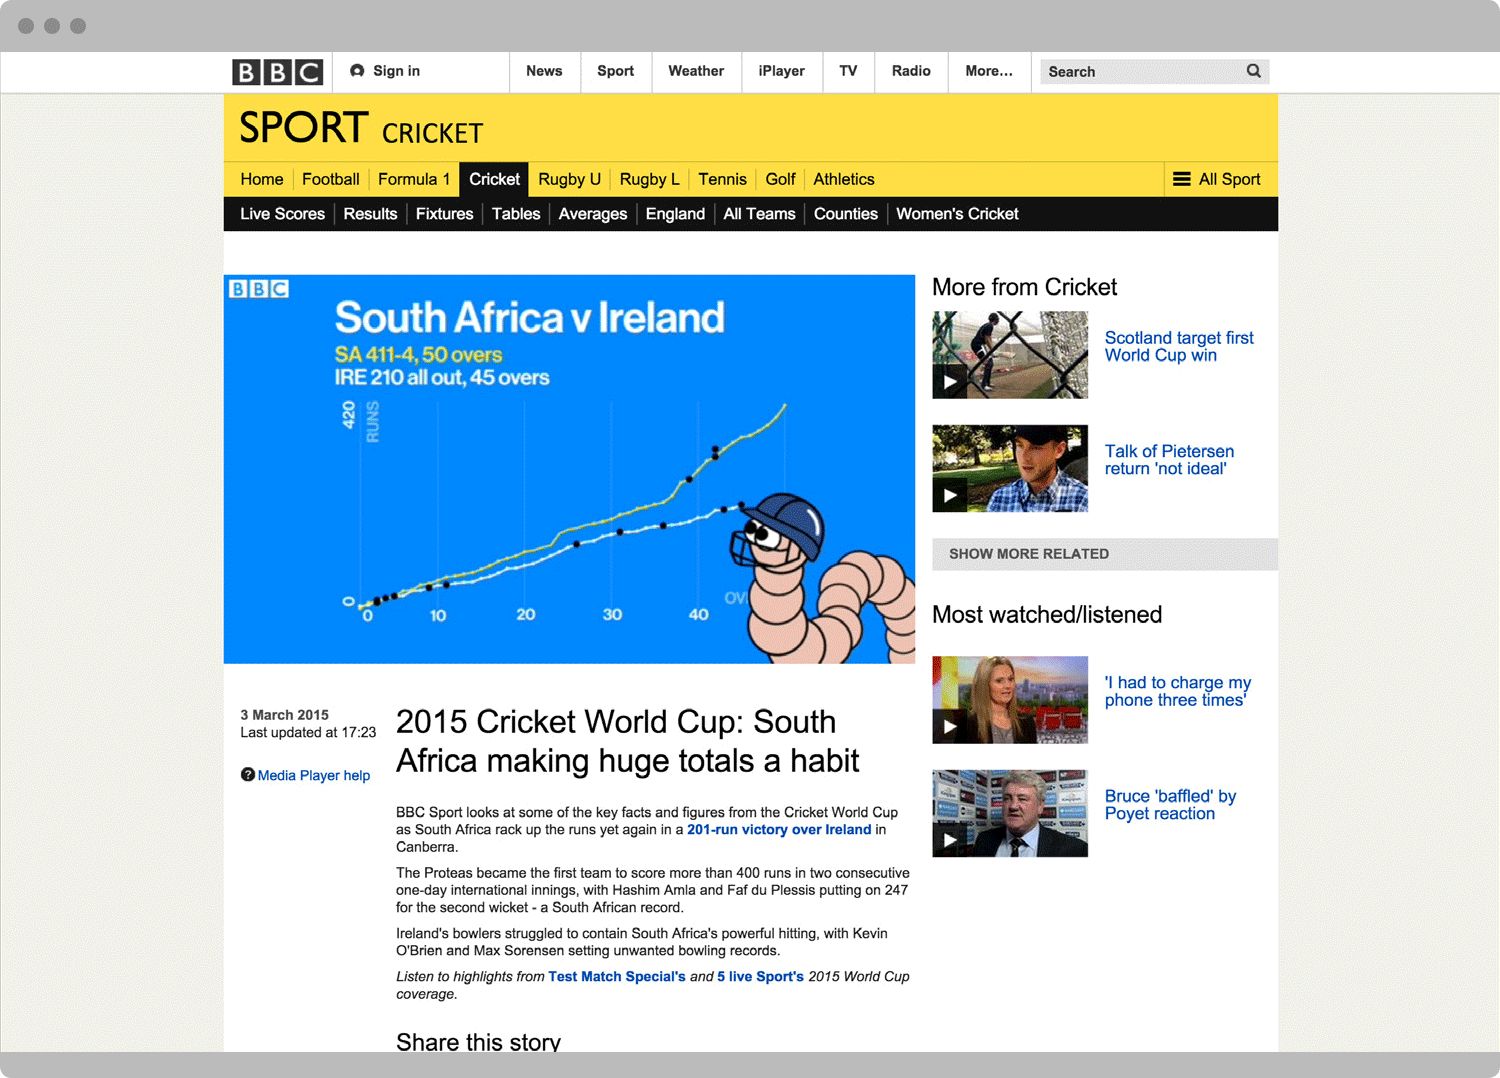 BBC
Sign in
News
Sport
Weather
iPlayer
TV
Radio
More...
Search
SPORT CRICKET
Home
Football
Formula 1
Cricket
Rugby U
Rugby L
Tennis
Golf
Athletics
All Sport
Live Scores
Results
Fixtures
Tables
Averages
England
All Teams
Counties
Women's Cricket
BBC
South Africa v Ireland
SA 411-4, 50 overs
IRE 210 all out, 45 overs
420
RUNS
0
0
10
20
30
40
OV
3 March 2015
Last updated at 17:23
? Media Player help
2015 Cricket World Cup: South
Africa making huge totals a habit
BBC Sport looks at some of the key facts and figures from the Cricket World Cup
as South Africa rack up the runs yet again in a 201-run victory over Ireland in
Canberra.
The Proteas became the first team to score more than 400 runs in two consecutive
one-day international innings, with Hashim Amla and Faf du Plessis putting on 247
for the second wicket - a South African record.
Ireland's bowlers struggled to contain South Africa's powerful hitting, with Kevin
O'Brien and Max Sorensen setting unwanted bowling records.
Listen to highlights from Test Match Special's and 5 live Sport's 2015 World Cup
coverage.
Share this story
More from Cricket
Scotland target first
World Cup win
Talk of Pietersen
return 'not ideal'
SHOW MORE RELATED
Most watched/listened
'I had to charge my
phone three times'
Bruce 'baffled' by
Poyet reaction